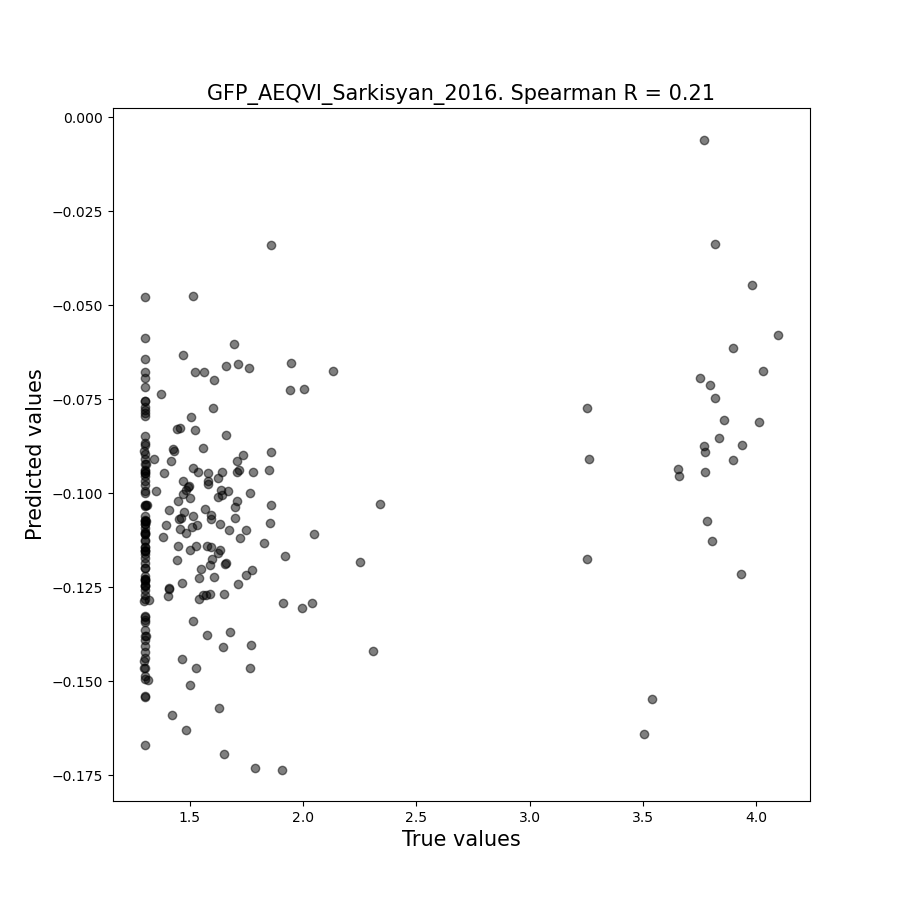 GFP_AEQVI_Sarkisyan_2016. Spearman R = 0.21
0.000
−0.025
−0.050
−0.075
−0.100
−0.125
−0.150
−0.175
Predicted values
1.5 2.0 2.5 3.0 3.5 4.0
True values